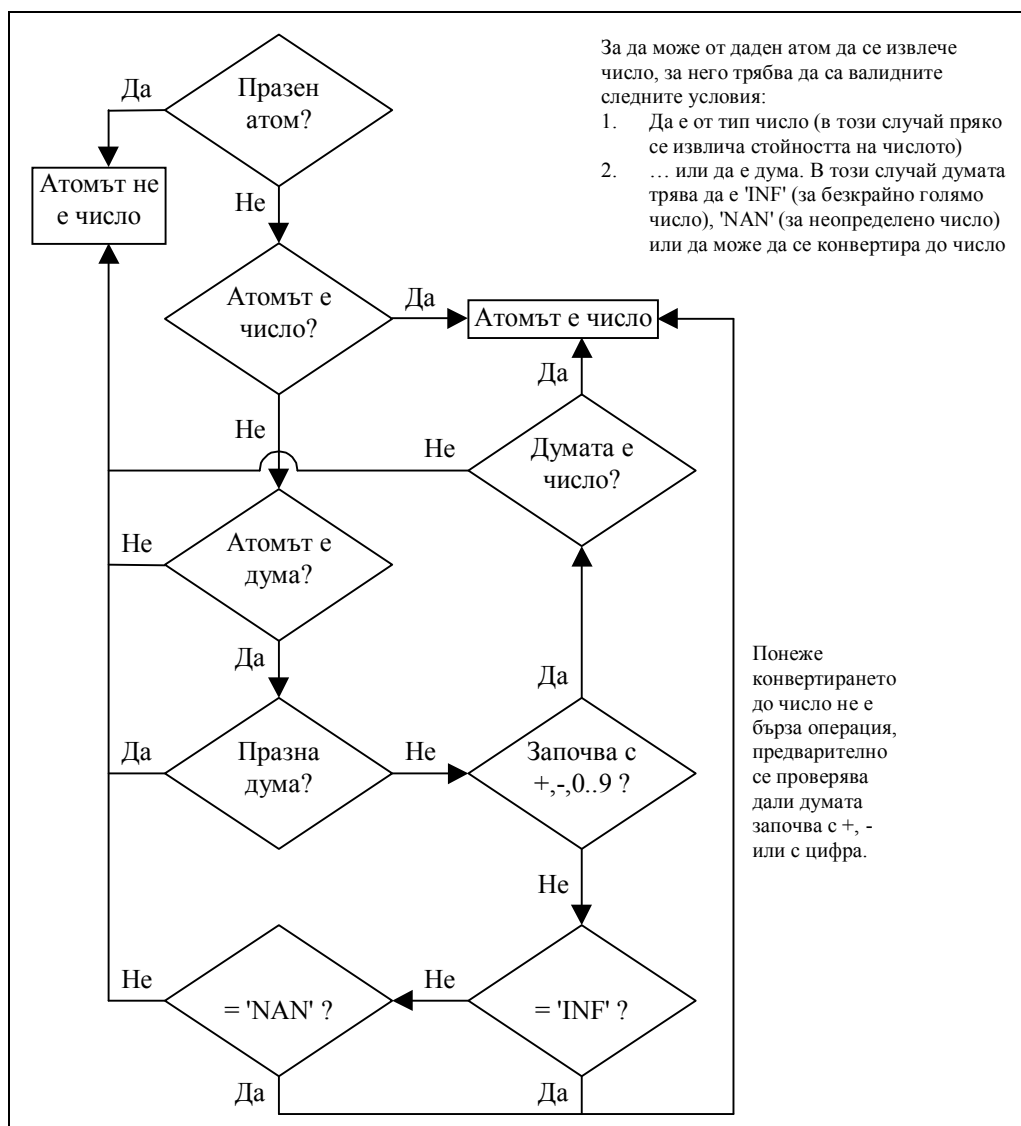 За да може от даден атом да се извлече
число, за него трябва да са валидните
следните условия:
1. Да е от тип число (в този случай пряко
се извлича стойността на числото)
2. … или да е дума. В този случай думата
трява да е 'INF' (за безкрайно голямо
число), 'NAN' (за неопределено число)
или да може да се конвертира до число
Да
Празен
атом?
Атомът не
е число
Не
Атомът е
число?
Да
Атомът е число
Да
Не
Не
Думата е
число?
Не
Атомът е
дума?
Да
Да
Да
Празна
дума?
Не
Започва с
+,-,0..9 ?
Понеже
конвертирането
до число не е
бърза операция,
предварително
се проверява
дали думата
започва с +, -
или с цифра.
Не
Не
= 'NAN' ?
Не
= 'INF' ?
Да
Да